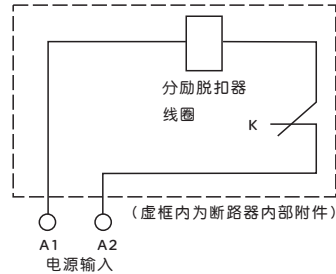 分励脱扣器
线圈
K
（虚框内为断路器内部附件）
A1 A2
电源输入